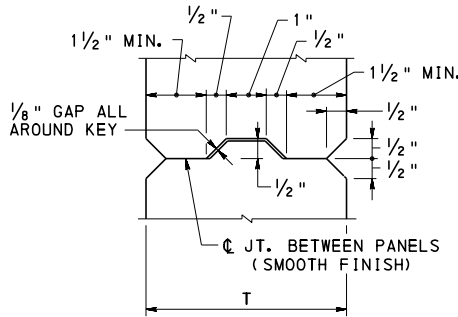 1/2"
1"
1/2"
1 1/2" MIN.
1 1/2" MIN.
1/8" GAP ALL
AROUND KEY
1/2"
1/2"
1/2"
1/2"
℄ JT. BETWEEN PANELS
(SMOOTH FINISH)
T